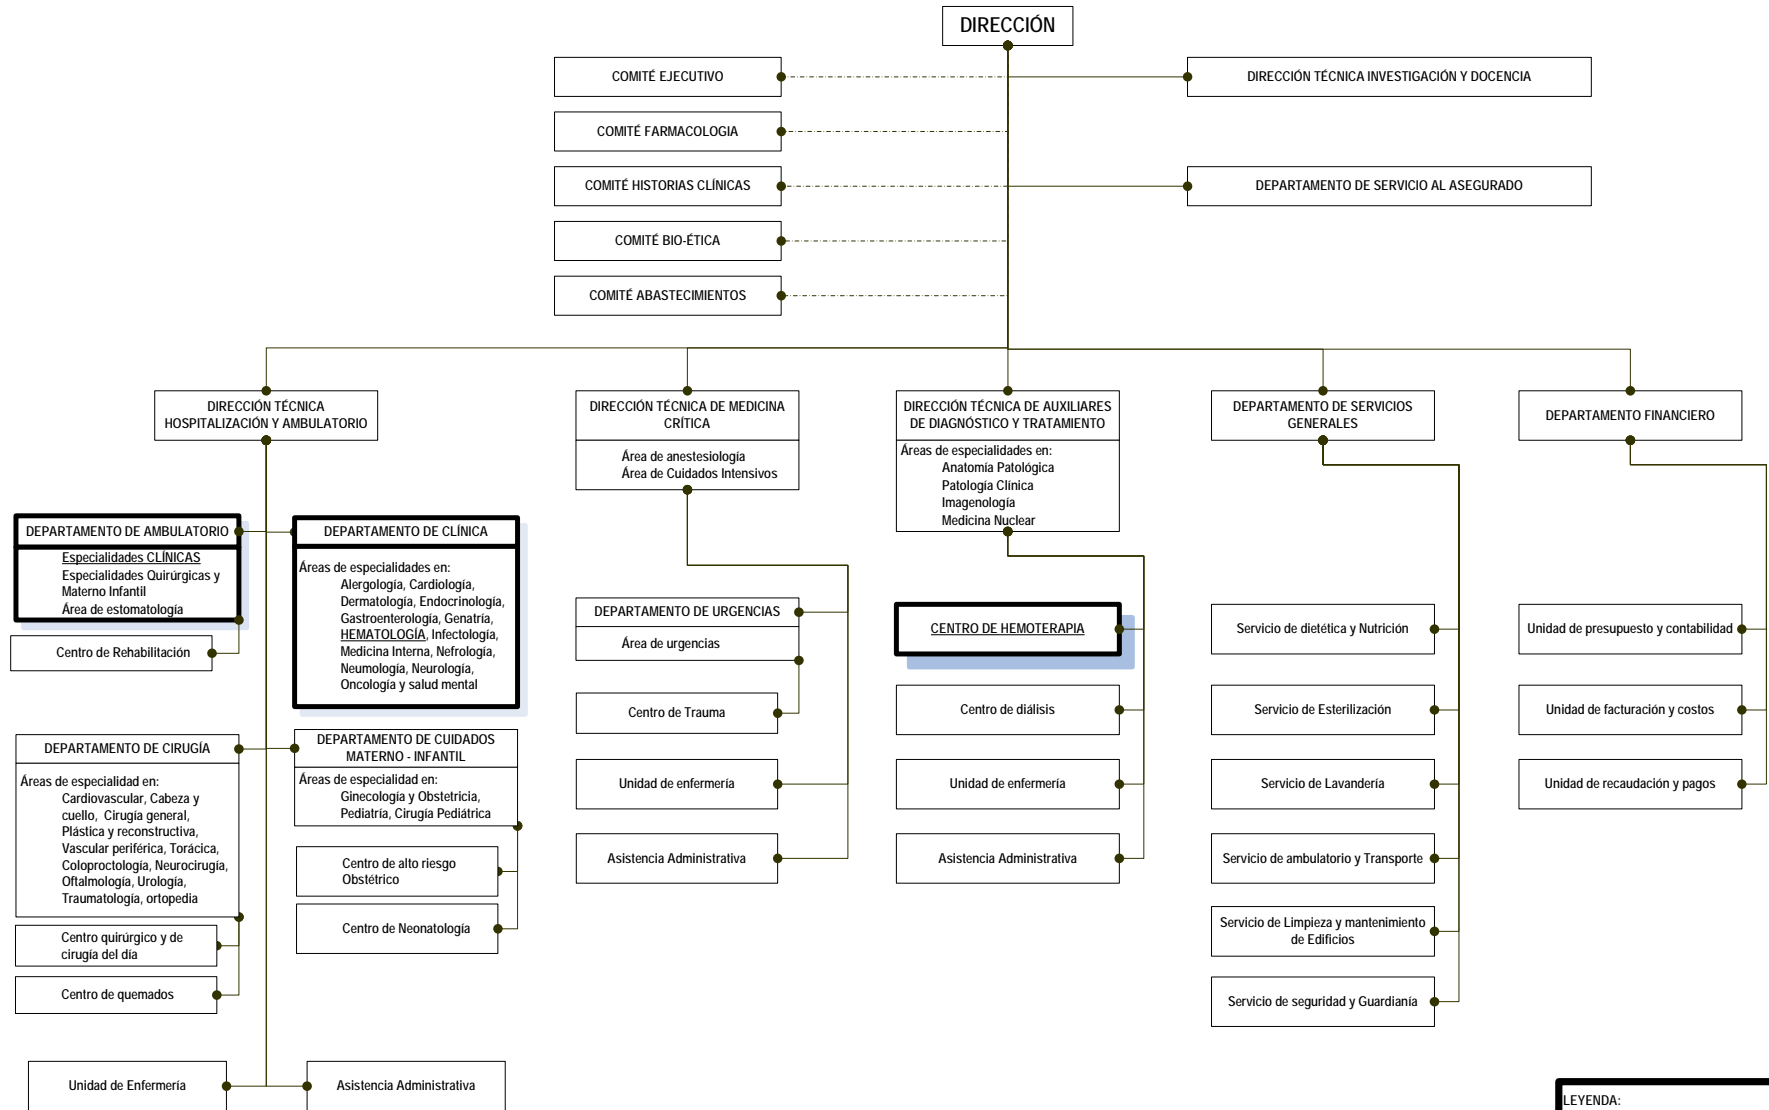 DIRECCIÓN
COMITÉ EJECUTIVO
DIRECCIÓN TÉCNICA INVESTIGACIÓN Y DOCENCIA
COMITÉ FARMACOLOGIA
COMITÉ HISTORIAS CLÍNICAS
DEPARTAMENTO DE SERVICIO AL ASEGURADO
COMITÉ BIO-ÉTICA
COMITÉ ABASTECIMIENTOS
DIRECCIÓN TÉCNICA
HOSPITALIZACIÓN Y AMBULATORIO
DEPARTAMENTO DE AMBULATORIO
Especialidades CLÍNICAS
Especialidades Quirúrgicas y
Materno Infantil
Área de estomatología
Centro de Rehabilitación
DEPARTAMENTO DE CLÍNICA
Áreas de especialidades en:
Alergología, Cardiología,
Dermatología, Endocrinología,
Gastroenterología, Genatría,
HEMATOLOGÍA, Infectología,
Medicina Interna, Nefrología,
Neumología, Neurología,
Oncología y salud mental
DEPARTAMENTO DE CIRUGÍA
Áreas de especialidad en:
Cardiovascular, Cabeza y
cuello, Cirugía general,
Plástica y reconstructiva,
Vascular periférica, Torácica,
Coloproctología, Neurocirugía,
Oftalmología, Urología,
Traumatología, ortopedia
Centro quirúrgico y de
cirugía del día
Centro de quemados
DEPARTAMENTO DE CUIDADOS
MATERNO - INFANTIL
Áreas de especialidad en:
Ginecología y Obstetricia,
Pediatría, Cirugía Pediátrica
Centro de alto riesgo
Obstétrico
Centro de Neonatología
Unidad de Enfermería
Asistencia Administrativa
DIRECCIÓN TÉCNICA DE MEDICINA
CRÍTICA
Área de anestesiología
Área de Cuidados Intensivos
DEPARTAMENTO DE URGENCIAS
Área de urgencias
Centro de Trauma
Unidad de enfermería
Asistencia Administrativa
DIRECCIÓN TÉCNICA DE AUXILIARES
DE DIAGNÓSTICO Y TRATAMIENTO
Áreas de especialidades en:
Anatomía Patológica
Patología Clínica
Imagenología
Medicina Nuclear
CENTRO DE HEMOTERAPIA
Centro de diálisis
Unidad de enfermería
Asistencia Administrativa
DEPARTAMENTO DE SERVICIOS
GENERALES
Servicio de dietética y Nutrición
Servicio de Esterilización
Servicio de Lavandería
Servicio de ambulatorio y Transporte
Servicio de Limpieza y mantenimiento
de Edificios
Servicio de seguridad y Guardianía
DEPARTAMENTO FINANCIERO
Unidad de presupuesto y contabilidad
Unidad de facturación y costos
Unidad de recaudación y pagos
LEYENDA: